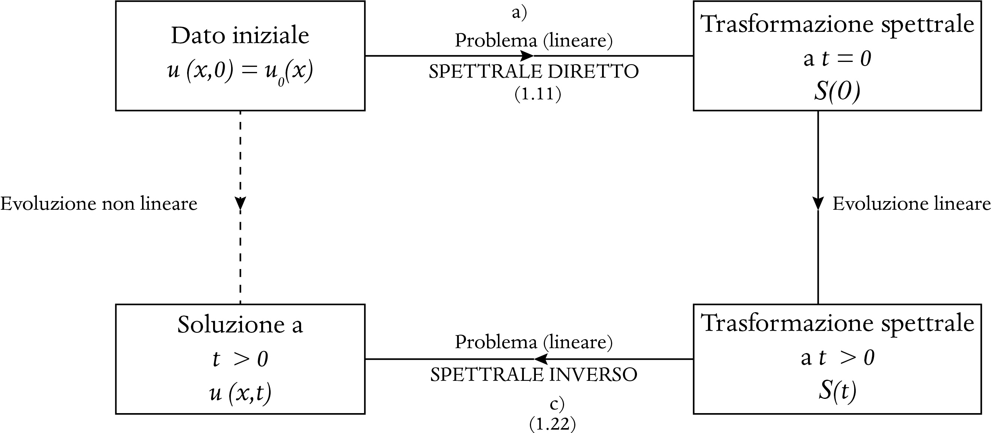 Dato iniziale
u (x,0) = u₀(x)
a)
Problema (lineare)
SPETTRALE DIRETTO
(1.11)
Trasformazione spettrale
a t = 0
S(0)
Evoluzione non lineare
Evoluzione lineare
Soluzione a
t > 0
u (x,t)
Problema (lineare)
SPETTRALE INVERSO
c)
(1.22)
Trasformazione spettrale
a t > 0
S(t)